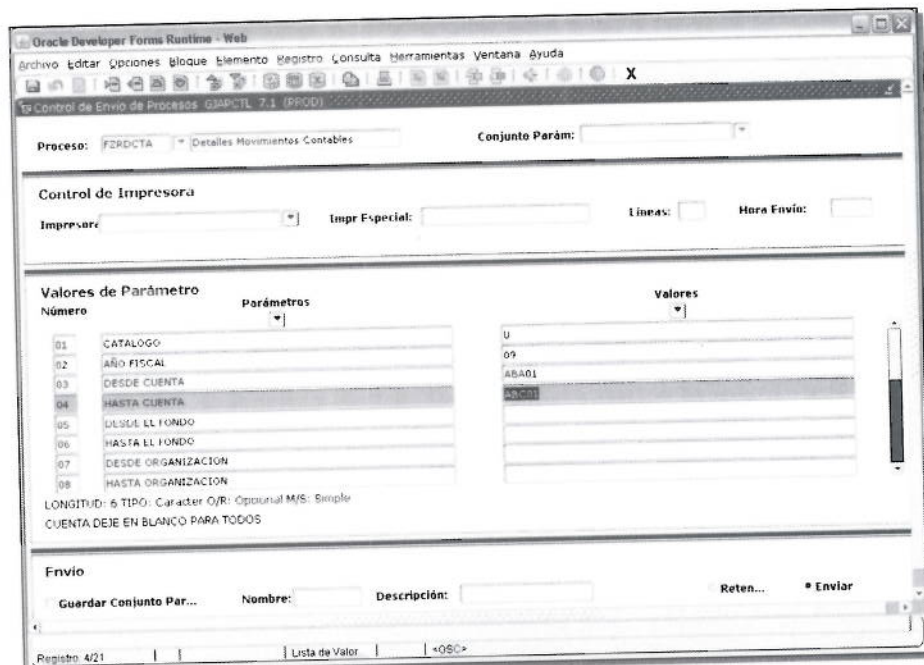 Oracle Developer Forms Runtime - Web
Archivo Editar Opciones Bloque Elemento Registro Consulta Herramientas Ventana Ayuda
X
Control de Envio de Procesos GJAPCTL 7.1 (PROD)
Proceso: FZRDCTA Detalles Movimientos Contables Conjunto Parám:
Control de Impresora
Impresora Impr Especial: Líneas: Hora Envío:
Valores de Parámetro
Número Parámetros Valores
01 CATALOGO U
02 AÑO FISCAL 09
03 DESDE CUENTA ABA01
04 HASTA CUENTA ABC01
05 DESDE EL FONDO
06 HASTA EL FONDO
07 DESDE ORGANIZACION
08 HASTA ORGANIZACION
LONGITUD: 6 TIPO: Caracter O/R: Opcional M/S: Simple
CUENTA DEJE EN BLANCO PARA TODOS
Envío
Guardar Conjunto Par... Nombre: Descripción: Reten... Enviar
Registro: 4/21 Lista de Valor <OSC>